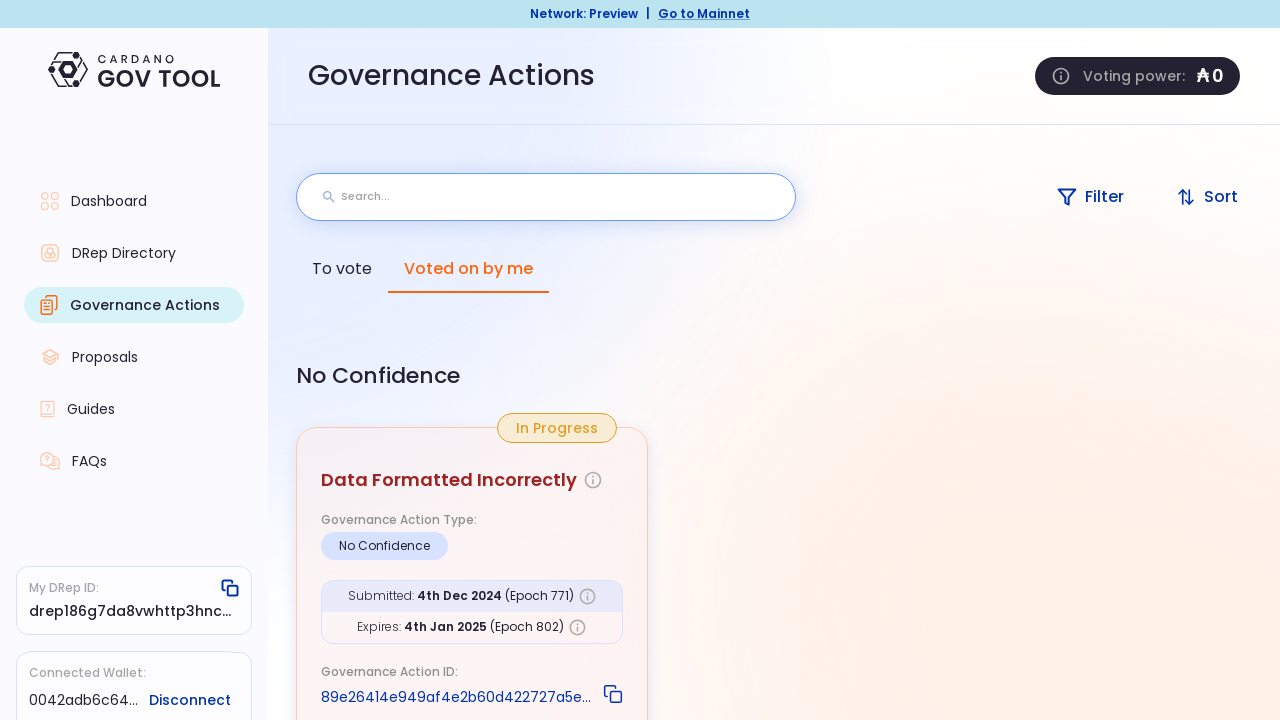 Network: Preview | Go to Mainnet
CARDANO
GOV TOOL
Governance Actions
Voting power: ₳ 0
Dashboard
DRep Directory
Governance Actions
Proposals
Guides
FAQs
My DRep ID:
drep186g7da8vwhttp3hnc...
Connected Wallet:
0042adb6c64... Disconnect
Search...
Filter
Sort
To vote
Voted on by me
No Confidence
In Progress
Data Formatted Incorrectly
Governance Action Type:
No Confidence
Submitted: 4th Dec 2024 (Epoch 771)
Expires: 4th Jan 2025 (Epoch 802)
Governance Action ID:
89e26414e949af4e2b60d422727a5e...